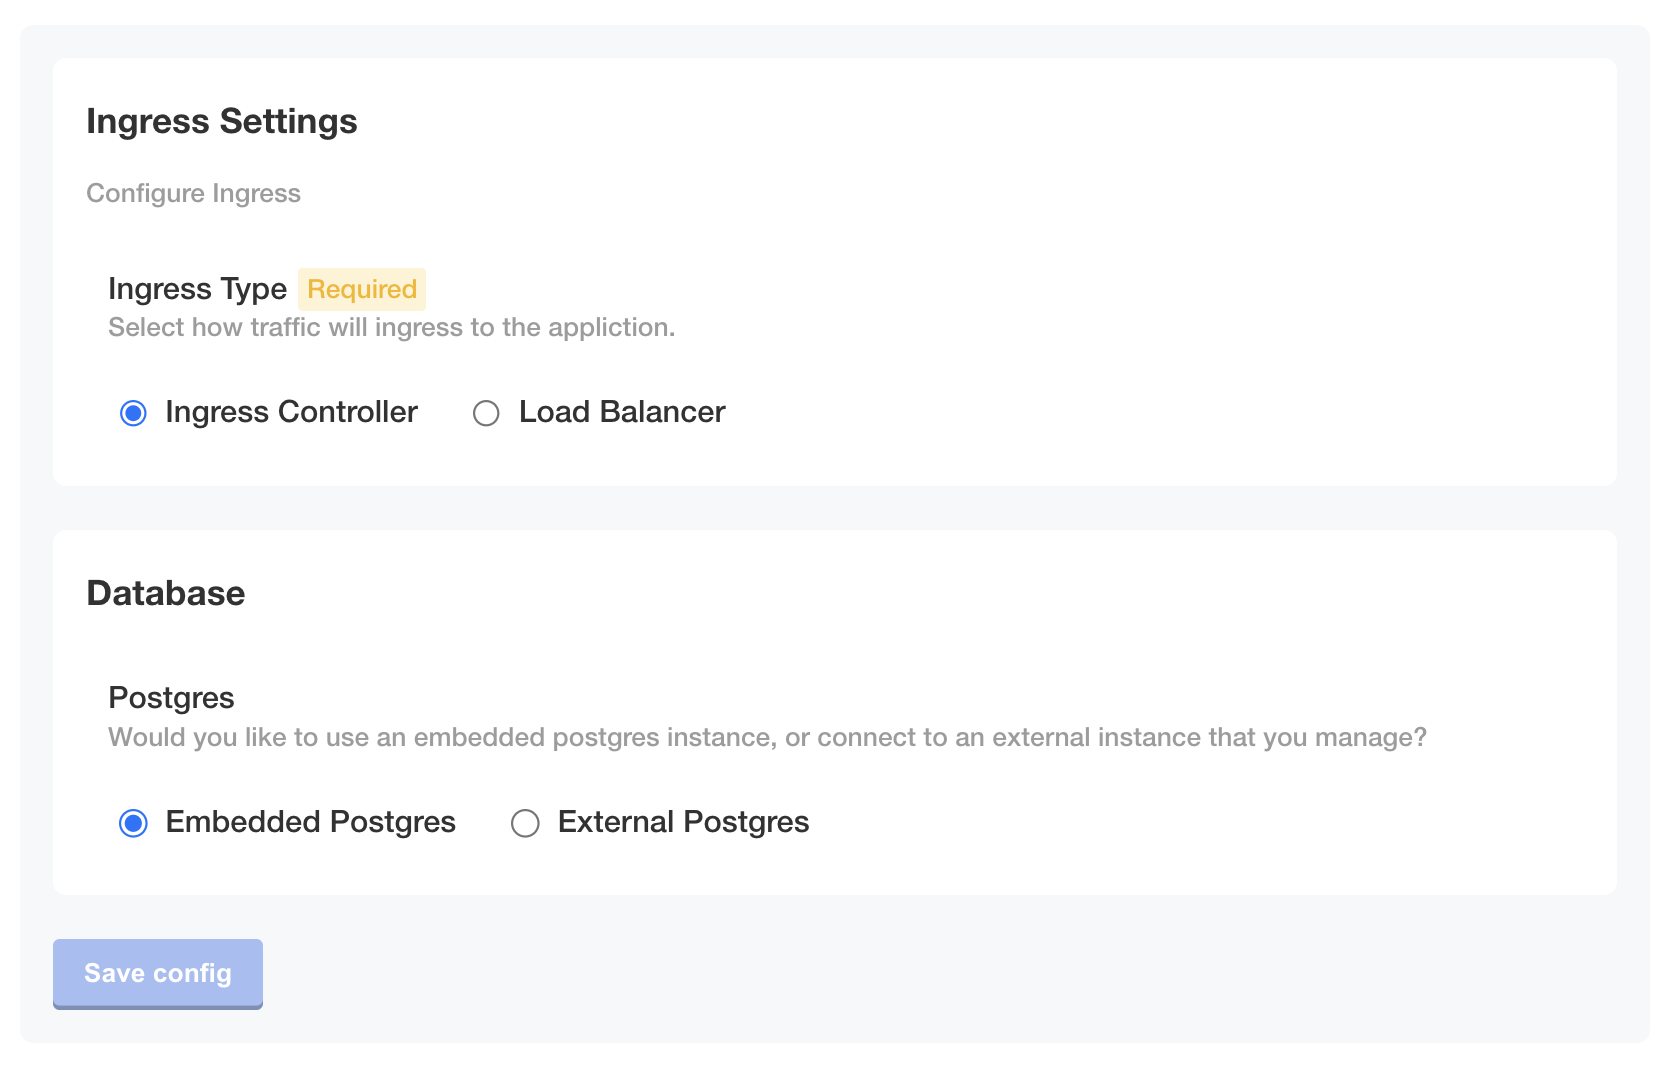 Ingress Settings
Configure Ingress
Ingress Type Required
Select how traffic will ingress to the appliction.
Ingress Controller Load Balancer
Database
Postgres
Would you like to use an embedded postgres instance, or connect to an external instance that you manage?
Embedded Postgres External Postgres
Save config